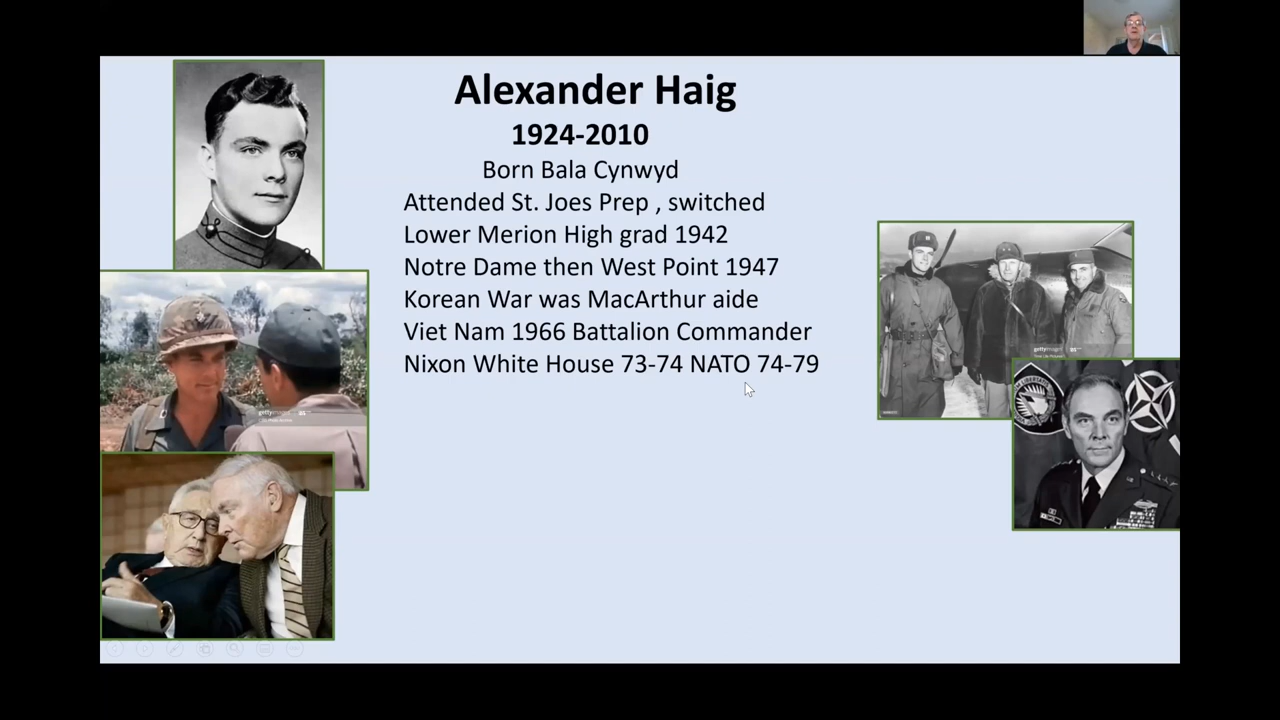 Alexander Haig
1924-2010
Born Bala Cynwyd
Attended St. Joes Prep , switched
Lower Merion High grad 1942
Notre Dame then West Point 1947
Korean War was MacArthur aide
Viet Nam 1966 Battalion Commander
Nixon White House 73-74 NATO 74-79
gettyimages
gettyimages